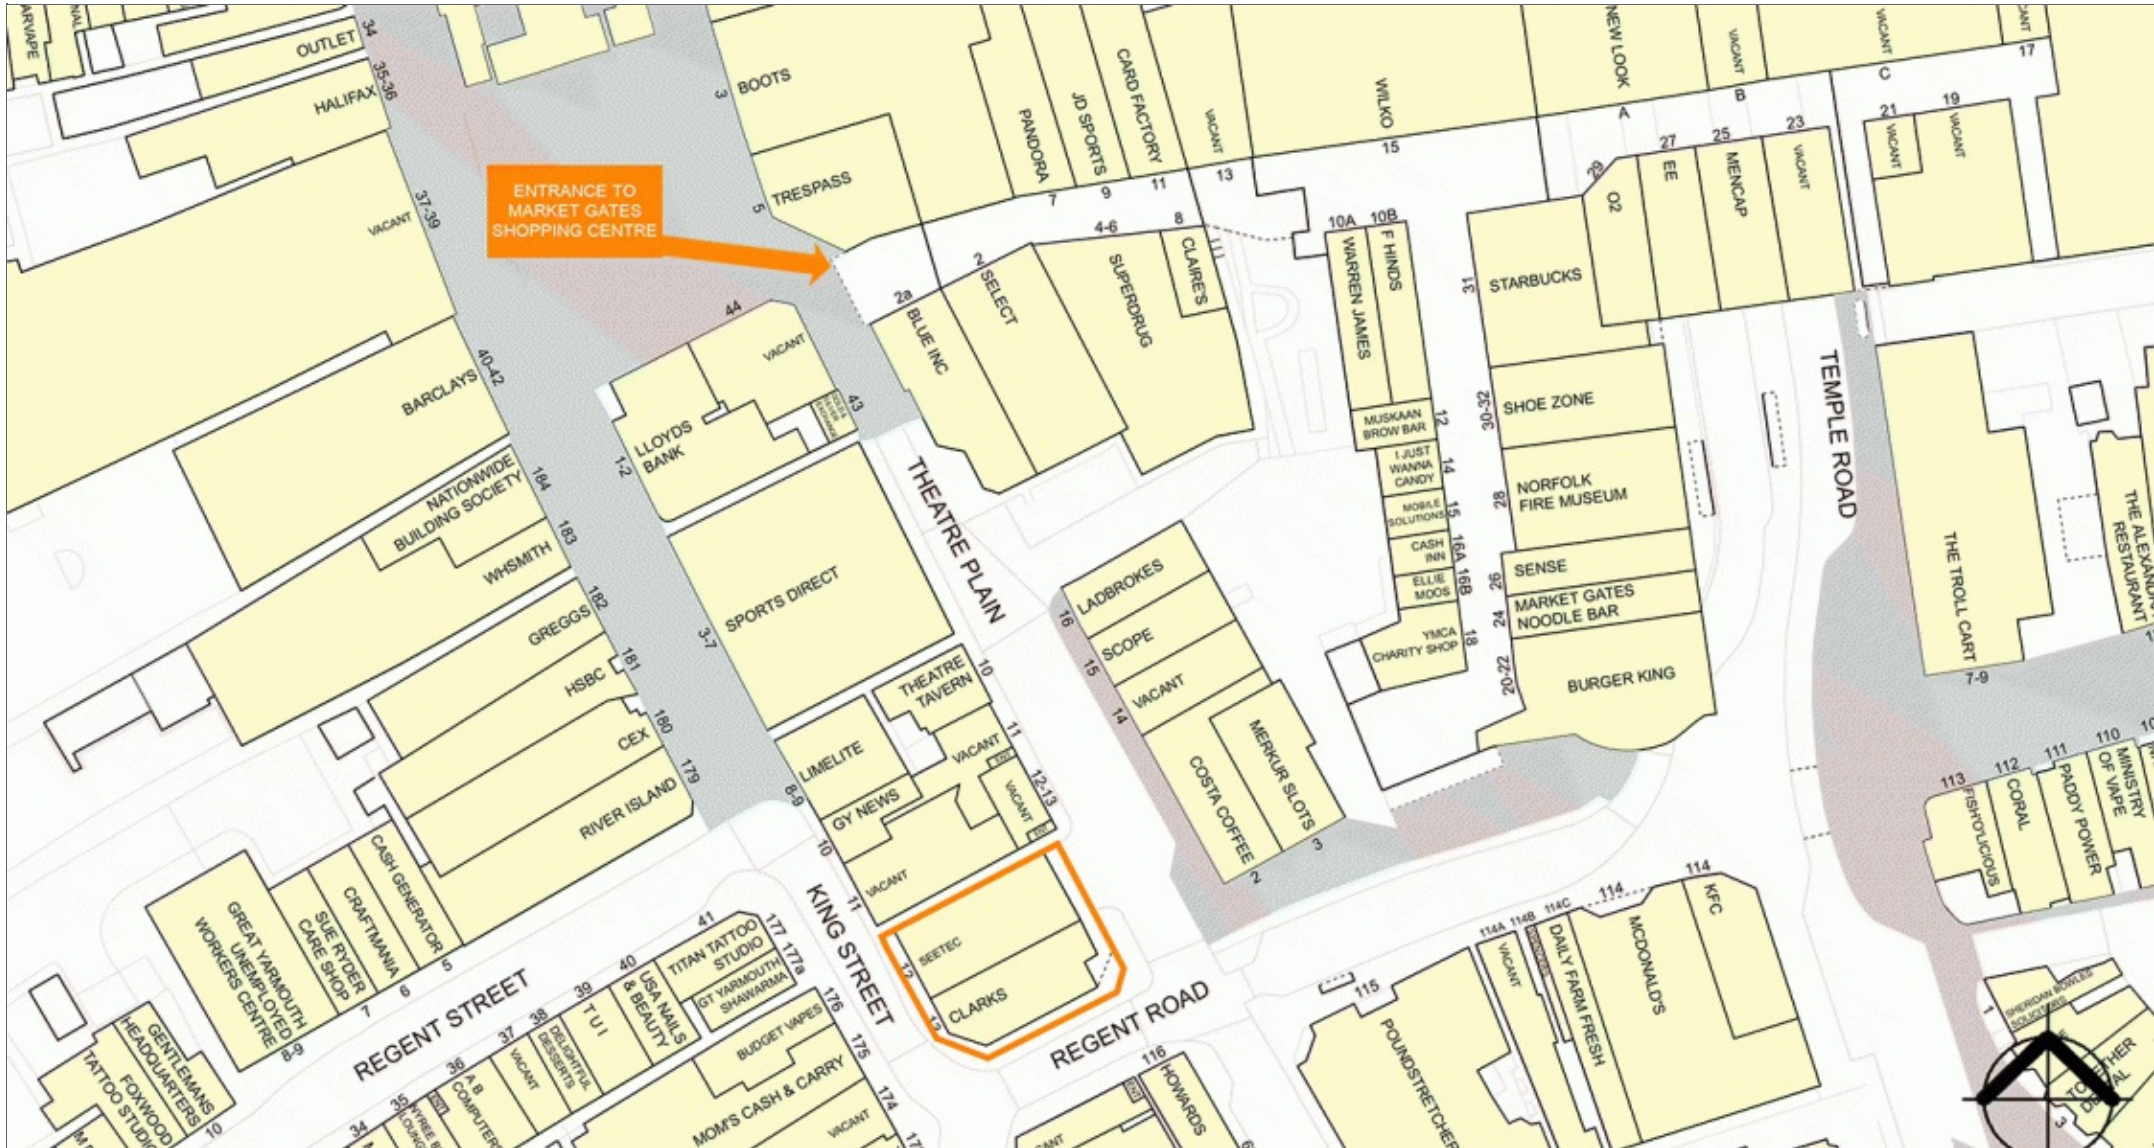 ARVAPE
34
OUTLET
35-36
HALIFAX
VACANT
37-39
ENTRANCE TO
MARKET GATES
SHOPPING CENTRE
3
BOOTS
5
TRESPASS
PANDORA
7
JD SPORTS
9
CARD FACTORY
11
VACANT
13
WILKO
15
NEW LOOK
A
VACANT
B
VACANT
C
17
21
VACANT
19
VACANT
29
O2
27
EE
25
MENCAP
23
VACANT
2a
BLUE INC
2
SELECT
4-6
SUPERDRUG
8
CLAIRE'S
10A
WARREN JAMES
10B
F HINDS
31
STARBUCKS
30-32
SHOE ZONE
28
NORFOLK
FIRE MUSEUM
26
SENSE
24
MARKET GATES
NOODLE BAR
20-22
BURGER KING
MUSKAAN
BROW BAR
12
I JUST
WANNA
CANDY
14
MOBILE
SOLUTIONS
15
CASH
INN
16A
ELLIE
MOOS
16B
YMCA
CHARITY SHOP
18
TEMPLE ROAD
THE TROLL CART
7-9
RESTAURANT
44
VACANT
43
LLOYDS
BANK
1-2
40-42
BARCLAYS
NATIONWIDE
BUILDING SOCIETY
184
WHSMITH
183
GREGGS
182
HSBC
181
CEX
180
RIVER ISLAND
179
SPORTS DIRECT
3-7
THEATRE PLAIN
THEATRE
TAVERN
10
LIMELITE
8-9
VACANT
11
VACANT
12-13
GY NEWS
10
VACANT
11
SEETEC
12
CLARKS
13
KING STREET
LADBROKES
16
SCOPE
15
VACANT
14
COSTA COFFEE
2
MERKUR SLOTS
3
REGENT ROAD
REGENT STREET
GREAT YARMOUTH
UNEMPLOYED
WORKERS CENTRE
8-9
SUE RYDER
CARE SHOP
7
CRAFTMANIA
6
CASH GENERATOR
5
GENTLEMANS
HEADQUARTERS
FOXWOOD
TATTOO STUDIO
10
34
35
36
A B
COMPUTERS
37
VACANT
38
DELIGHTFUL
DESSERTS
39
T U I
40
USA NAILS
& BEAUTY
41
TITAN TATTOO
STUDIO
177
177a
GT YARMOUTH
SHAWARMA
176
BUDGET VAPES
175
MOM'S CASH & CARRY
174
VACANT
116
HOWARDS
115
POUNDSTRETCHER
114A
VACANT
114B
114C
DAILY FARM FRESH
114
MCDONALD'S
114
KFC
113
FISH'O'LICIOUS
112
CORAL
111
PADDY POWER
110
MINISTRY
OF VAPE
1
SHERIDAN BOWLES
SOLICITORS
3